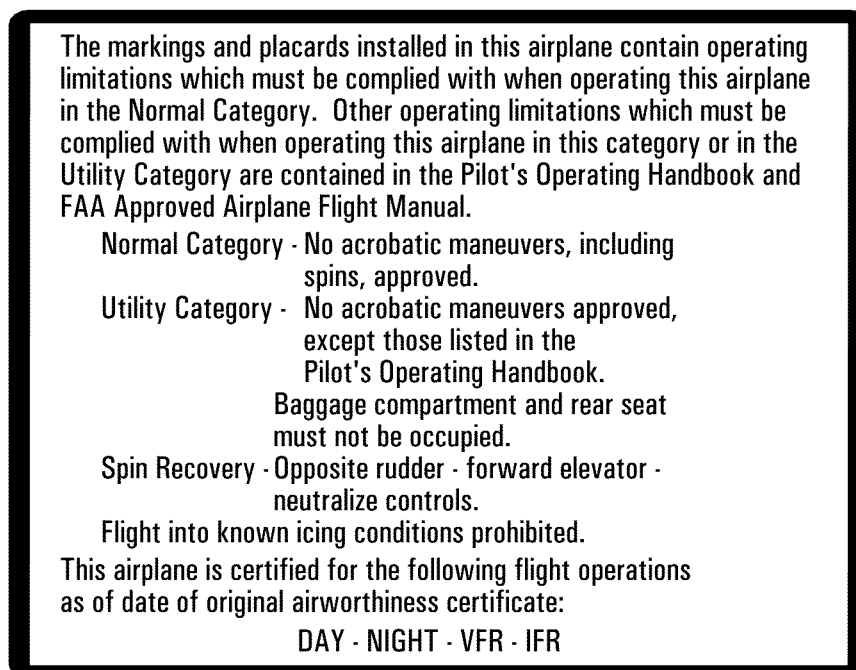 The markings and placards installed in this airplane contain operating
limitations which must be complied with when operating this airplane
in the Normal Category. Other operating limitations which must be
complied with when operating this airplane in this category or in the
Utility Category are contained in the Pilot's Operating Handbook and
FAA Approved Airplane Flight Manual.
Normal Category - No acrobatic maneuvers, including
spins, approved.
Utility Category - No acrobatic maneuvers approved,
except those listed in the
Pilot's Operating Handbook.
Baggage compartment and rear seat
must not be occupied.
Spin Recovery - Opposite rudder - forward elevator -
neutralize controls.
Flight into known icing conditions prohibited.
This airplane is certified for the following flight operations
as of date of original airworthiness certificate:
DAY - NIGHT - VFR - IFR